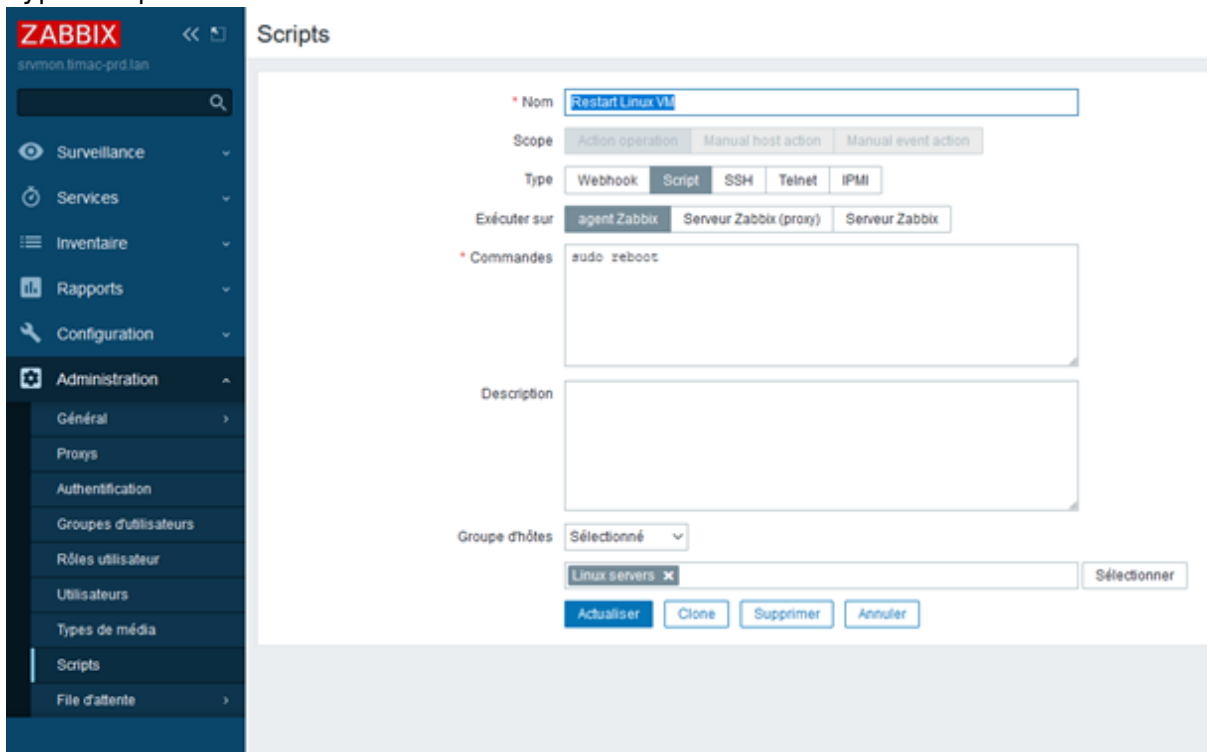 ZABBIX
srvmon.timac-prd.lan
Surveillance
Services
Inventaire
Rapports
Configuration
Administration
Général
Proxys
Authentification
Groupes d'utilisateurs
Rôles utilisateur
Utilisateurs
Types de média
Scripts
File d'attente
Scripts
* Nom Restart Linux VM
Scope Action operation Manual host action Manual event action
Type Webhook Script SSH Telnet IPMI
Exécuter sur agent Zabbix Serveur Zabbix (proxy) Serveur Zabbix
* Commandes sudo reboot
Description
Groupe d'hôtes Sélectionné
Linux servers Sélectionner
Actualiser Clone Supprimer Annuler